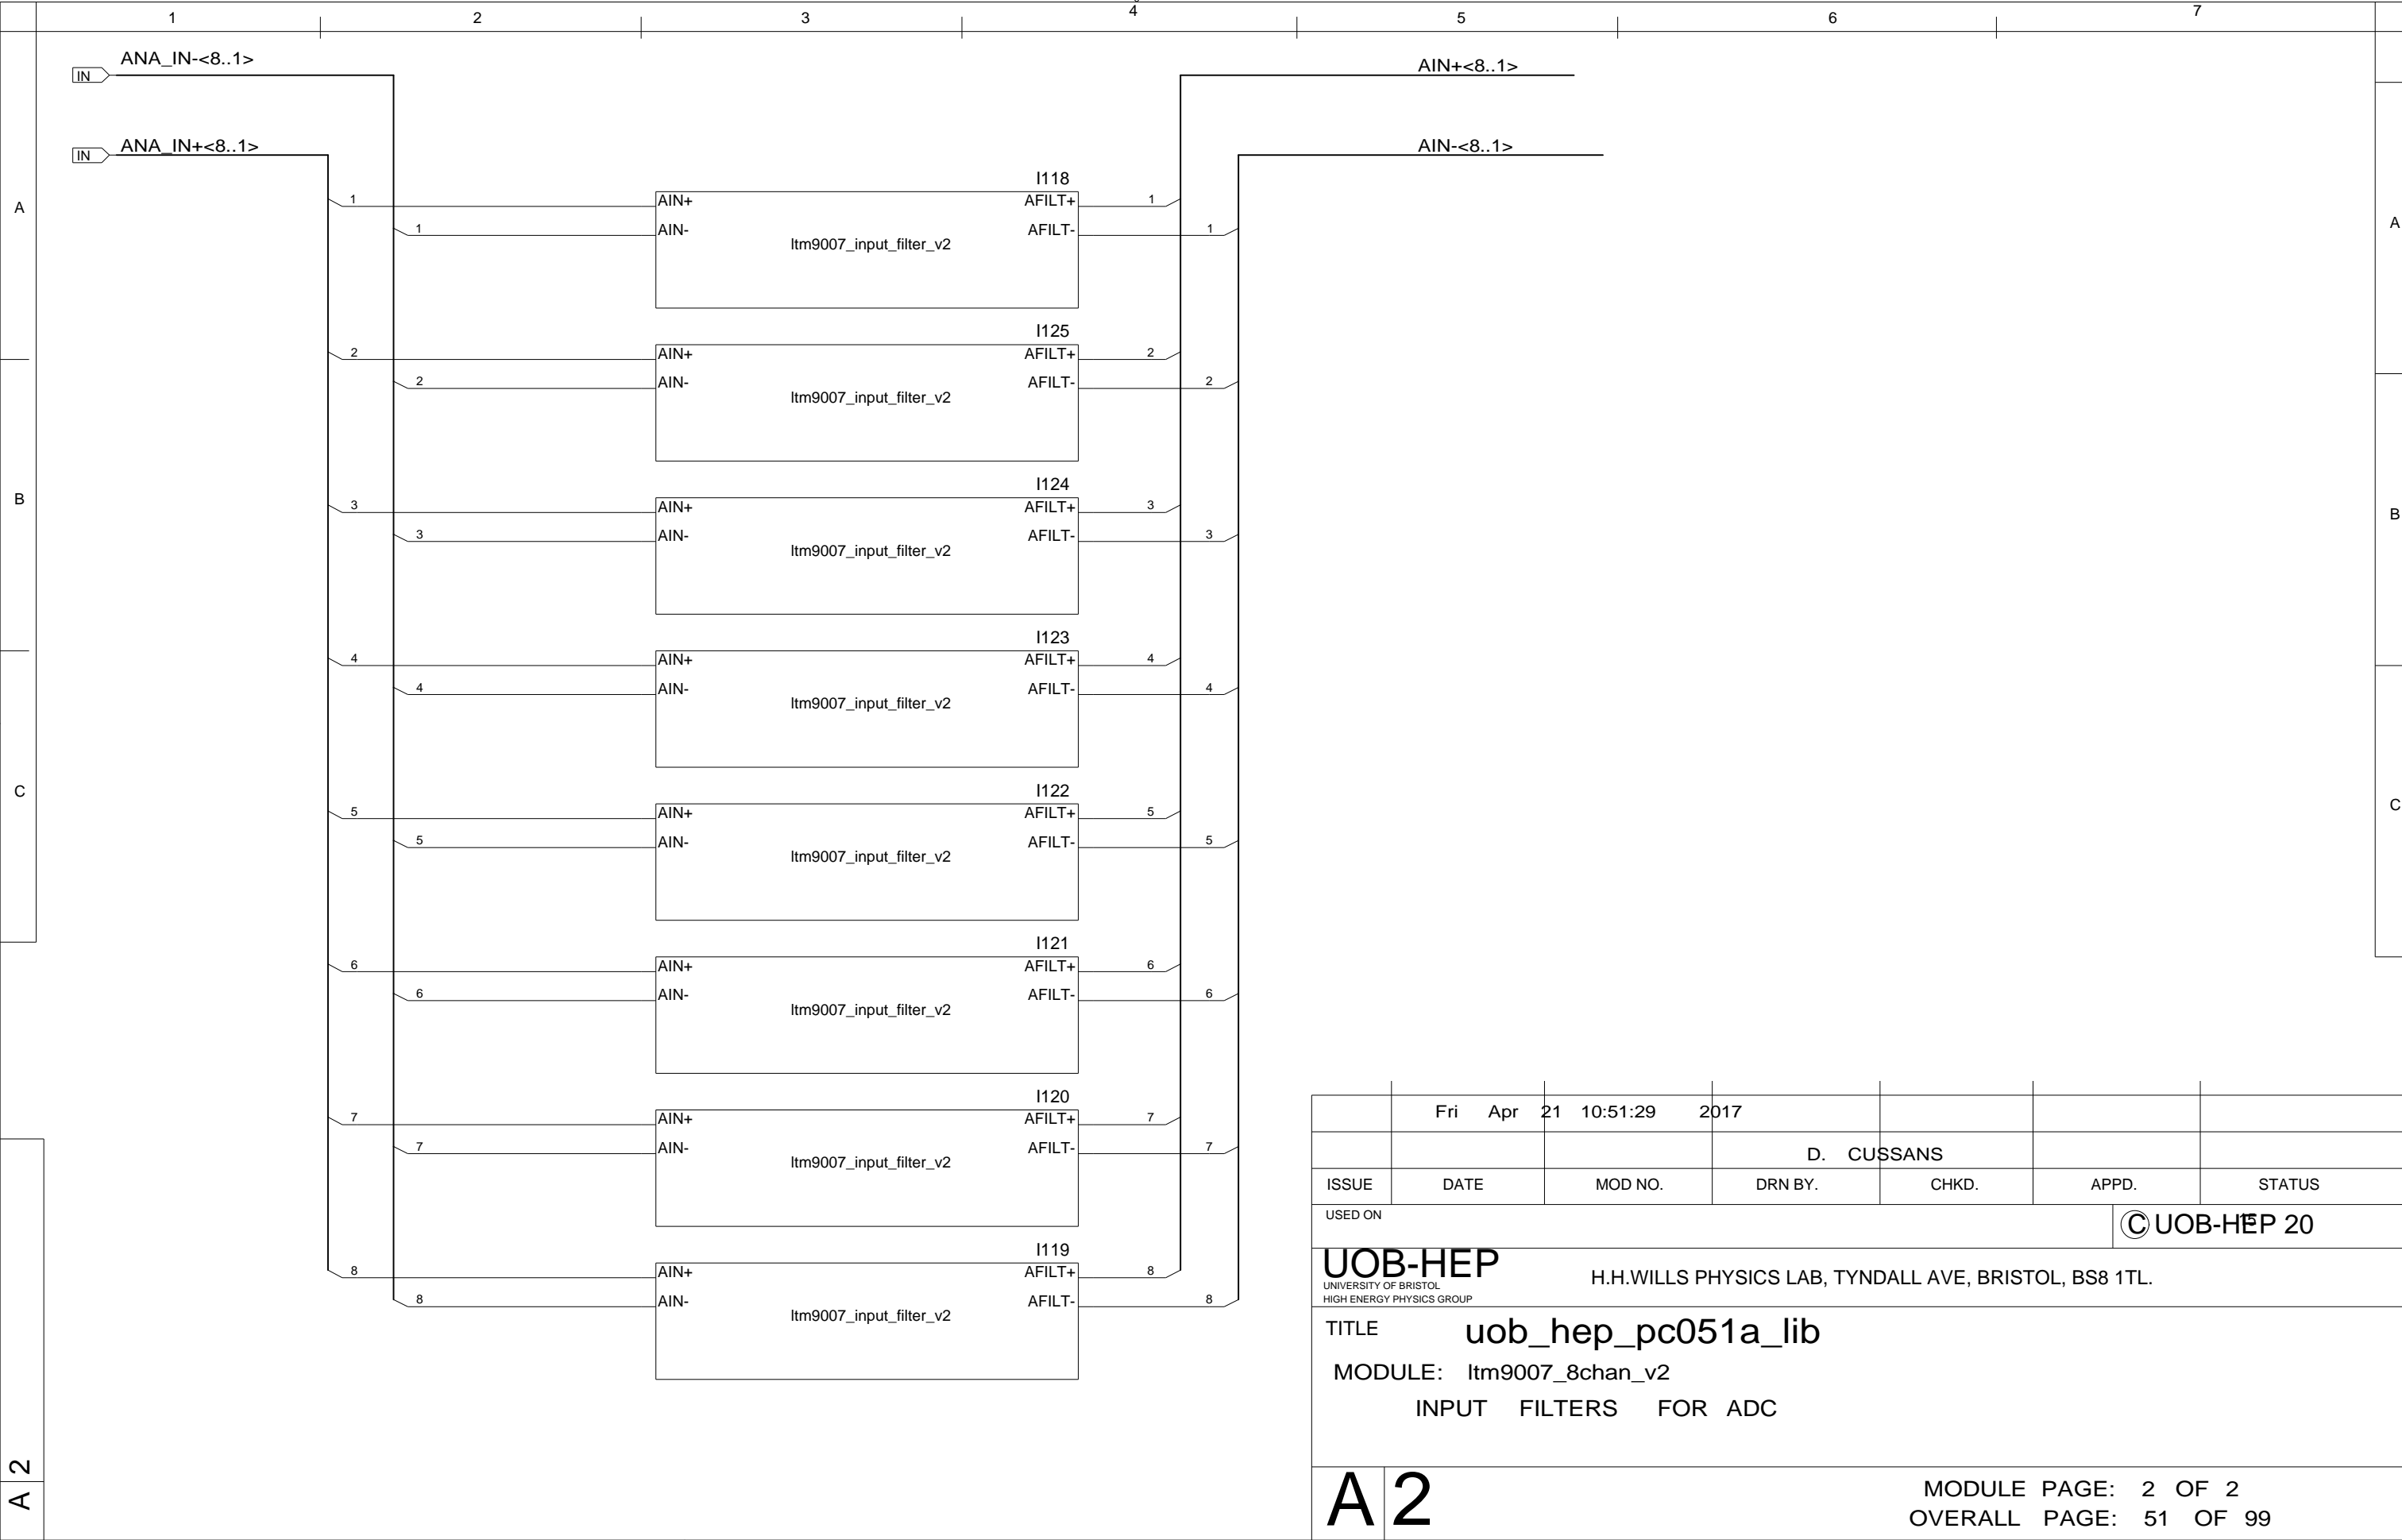 1 2 3 4 5 6 7
ANA_IN-<8..1>
AIN+<8..1>
IN
ANA_IN+<8..1>
AIN-<8..1>
IN
I118
A 1 AIN+ AFILT+ 1 A
1 AIN- AFILT- 1
ltm9007_input_filter_v2
I125
2 AIN+ AFILT+ 2
2 AIN- AFILT- 2
ltm9007_input_filter_v2
I124
B 3 AIN+ AFILT+ 3 B
3 AIN- AFILT- 3
ltm9007_input_filter_v2
I123
4 AIN+ AFILT+ 4
4 AIN- AFILT- 4
ltm9007_input_filter_v2
I122
C 5 AIN+ AFILT+ 5 C
5 AIN- AFILT- 5
ltm9007_input_filter_v2
I121
6 AIN+ AFILT+ 6
6 AIN- AFILT- 6
ltm9007_input_filter_v2
I120
7 AIN+ AFILT+ 7
7 AIN- AFILT- 7
ltm9007_input_filter_v2
I119
8 AIN+ AFILT+ 8
8 AIN- AFILT- 8
ltm9007_input_filter_v2
Fri Apr 21 10:51:29 2017
D. CUSSANS
ISSUE DATE MOD NO. DRN BY. CHKD. APPD. STATUS
USED ON
© UOB-HEP 20
15
UOB-HEP
UNIVERSITY OF BRISTOL
HIGH ENERGY PHYSICS GROUP
H.H.WILLS PHYSICS LAB, TYNDALL AVE, BRISTOL, BS8 1TL.
TITLE uob_hep_pc051a_lib
MODULE: ltm9007_8chan_v2
INPUT FILTERS FOR ADC
A 2
MODULE PAGE: 2 OF 2
OVERALL PAGE: 51 OF 99
A 2